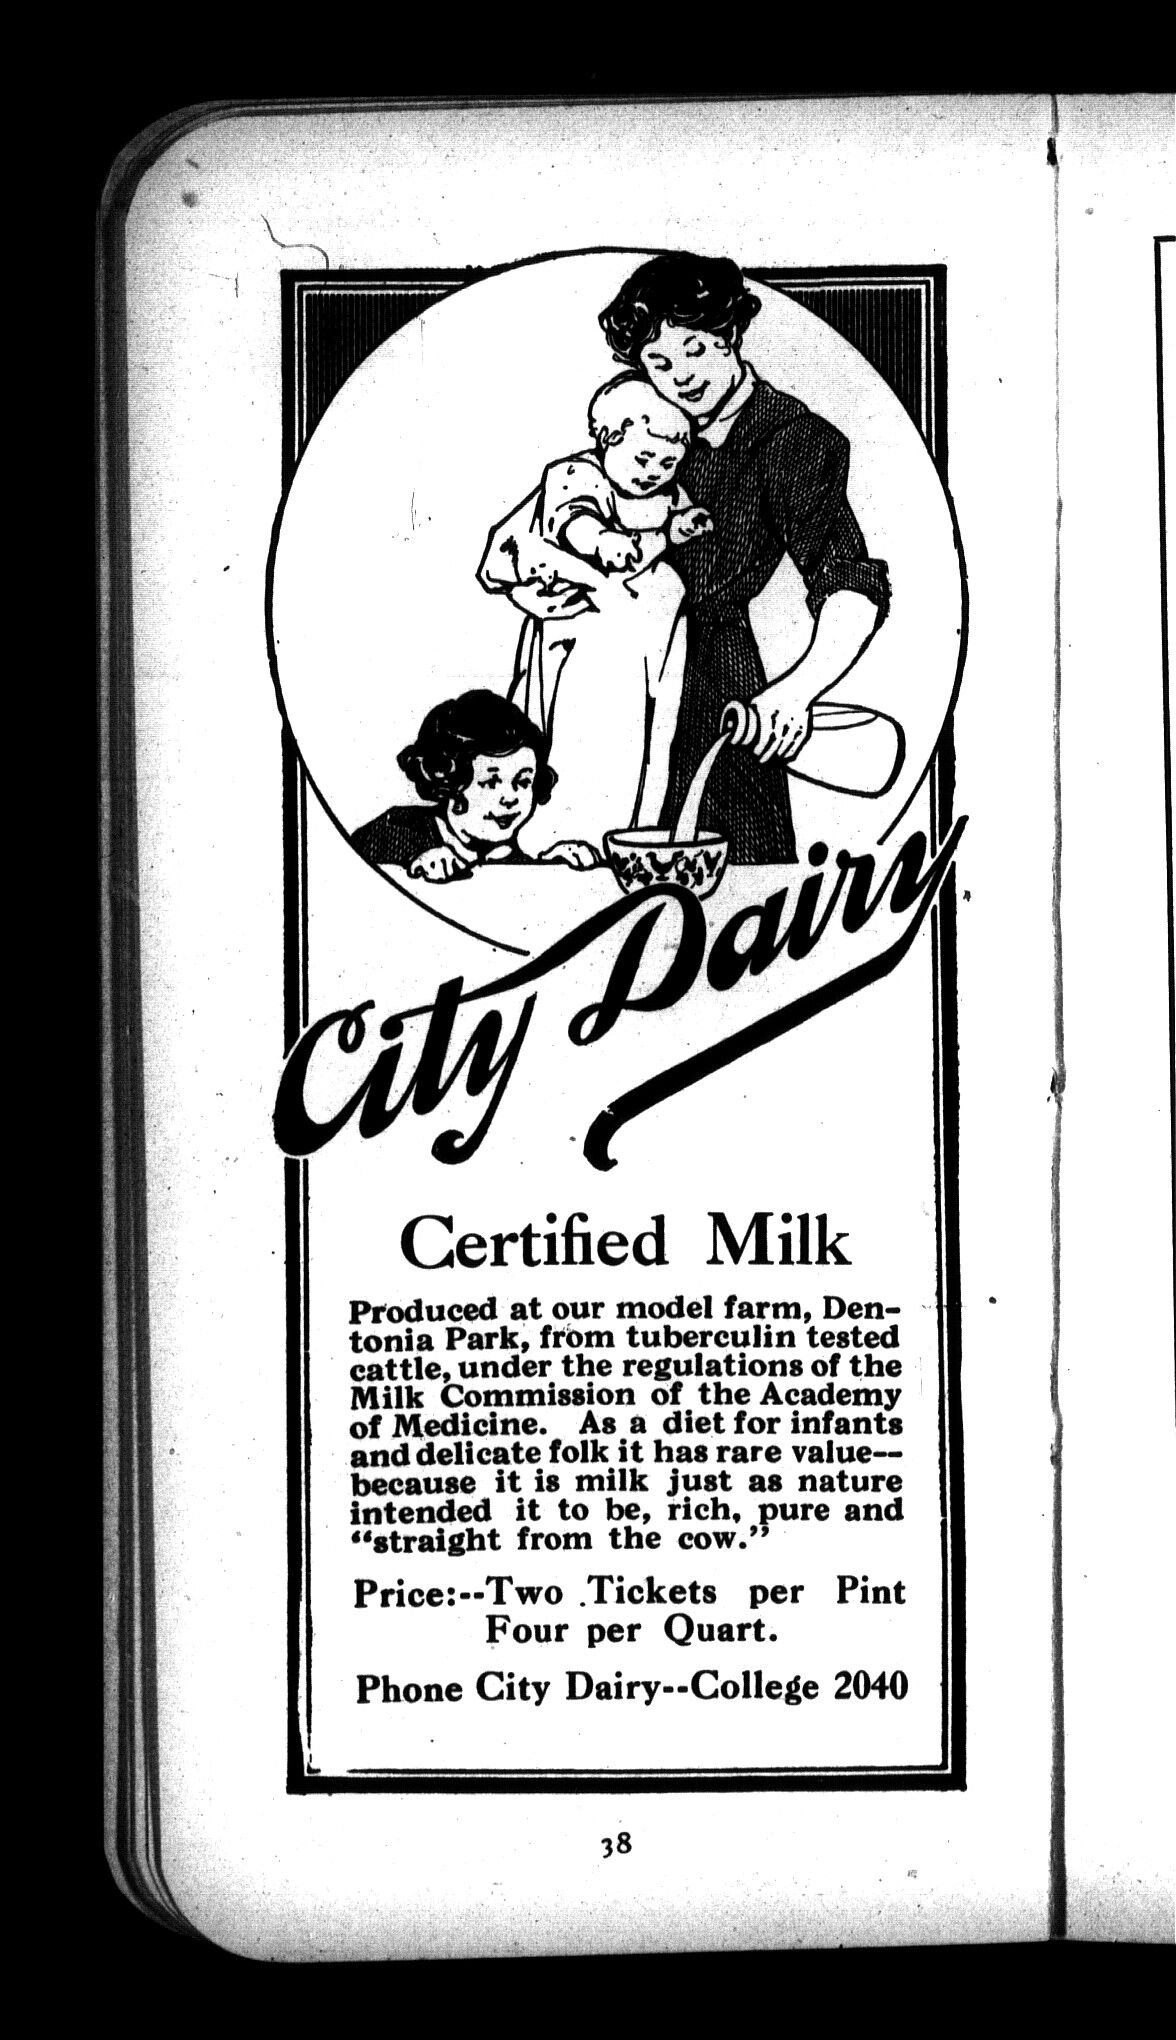 City Dairy
Certified Milk
Produced at our model farm, Den-
tonia Park, from tuberculin tested
cattle, under the regulations of the
Milk Commission of the Academy
of Medicine. As a diet for infants
and delicate folk it has rare value--
because it is milk just as nature
intended it to be, rich, pure and
“straight from the cow.”
Price:--Two Tickets per Pint
Four per Quart.
Phone City Dairy--College 2040
38